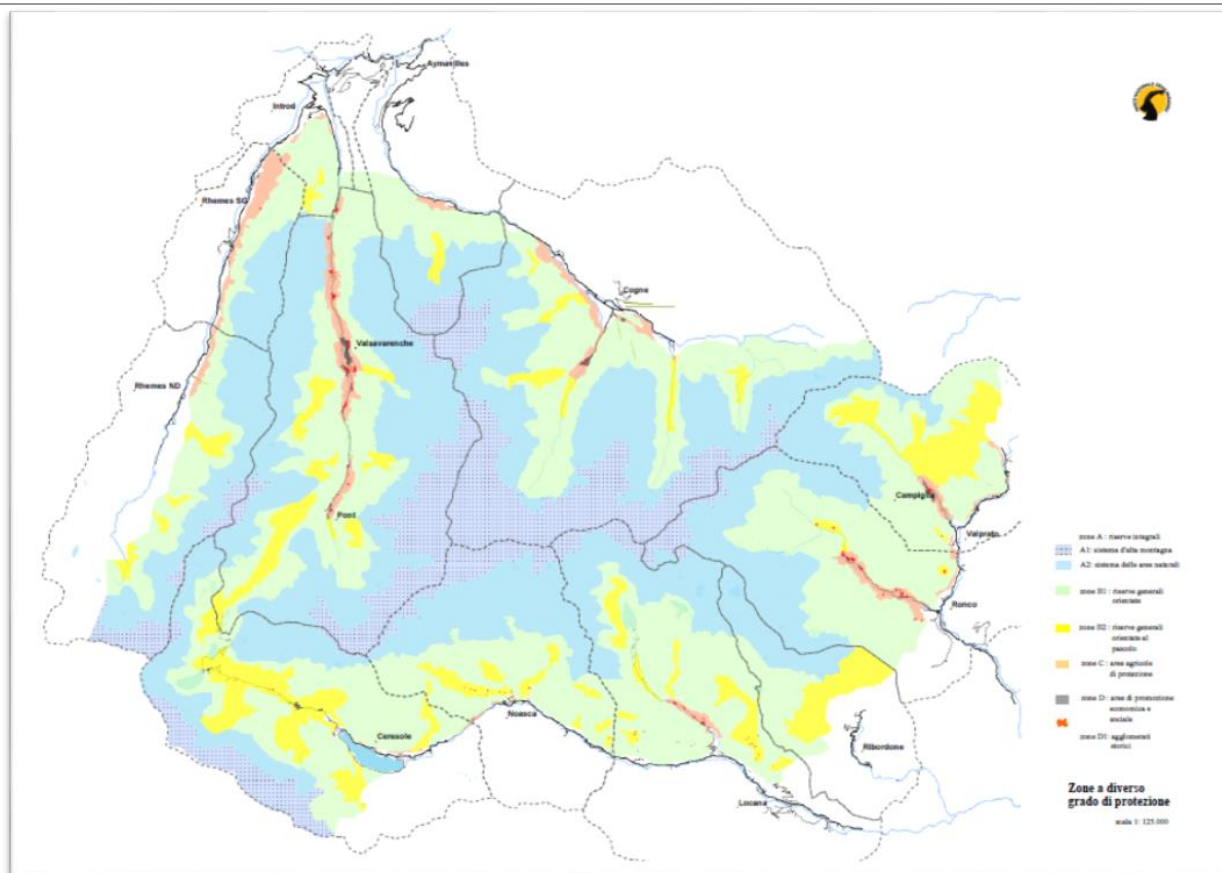 Aymavilles
Introd
Rhemes SG
Cogne
Valsavarenche
Rhemes ND
Campiglia
Pont
Valprato
Ronco
Noasca
Ceresole
Ribordone
Locana
zone A : riserve integrali
A1: sistema d'alta montagna
A2: sistema delle aree naturali
zone B1 : riserve generali
orientate
zone B2 : riserve generali
orientate al
pascolo
zone C : aree agricole
di protezione
zone D : aree di promozione
economica e
sociale
zone D1: agglomerati
storici
Zone a diverso
grado di protezione
scala 1: 125.000